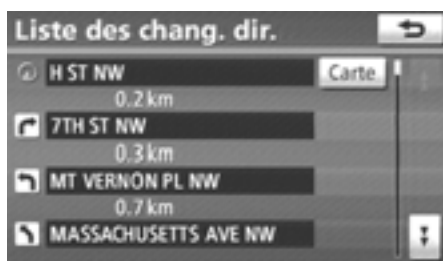 Liste des chang. dir.
H ST NW
Carte
0.2 km
7TH ST NW
0.3 km
MT VERNON PL NW
0.7 km
MASSACHUSETTS AVE NW